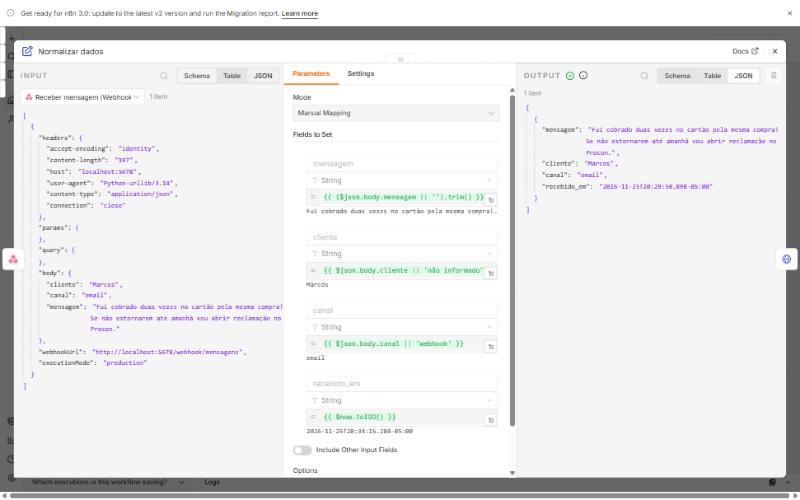 Get ready for n8n 3.0: update to the latest v2 version and run the Migration report. Learn more
Normalizar dados
Docs
INPUT
Schema Table JSON
Receber mensagem (Webhook
1 item
[
{
"headers": {
"accept-encoding": "identity",
"content-length": "197",
"host": "localhost:5678",
"user-agent": "Python-urllib/3.14",
"content-type": "application/json",
"connection": "close"
},
"params": {
},
"query": {
},
"body": {
"cliente": "Marcos",
"canal": "email",
"mensagem": "Fui cobrado duas vezes no cartão pela mesma compra!
Se não estornarem até amanhã vou abrir reclamação no
Procon."
},
"webhookUrl": "http://localhost:5678/webhook/mensagens",
"executionMode": "production"
}
]
Parameters Settings
Mode
Manual Mapping
Fields to Set
mensagem
String
= {{ ($json.body.mensagem || '').trim() }}
Fui cobrado duas vezes no cartão pela mesma compra!…
cliente
String
= {{ $json.body.cliente || 'não informado'
Marcos
canal
String
= {{ $json.body.canal || 'webhook' }}
email
recebido_em
String
= {{ $now.toISO() }}
2026-11-25T20:34:15.284-05:00
Include Other Input Fields
Options
OUTPUT
Schema Table JSON
1 item
[
{
"mensagem": "Fui cobrado duas vezes no cartão pela mesma compra!
Se não estornarem até amanhã vou abrir reclamação no
Procon.",
"cliente": "Marcos",
"canal": "email",
"recebido_em": "2026-11-25T20:29:50.898-05:00"
}
]
Which executions is this workflow saving?
Logs